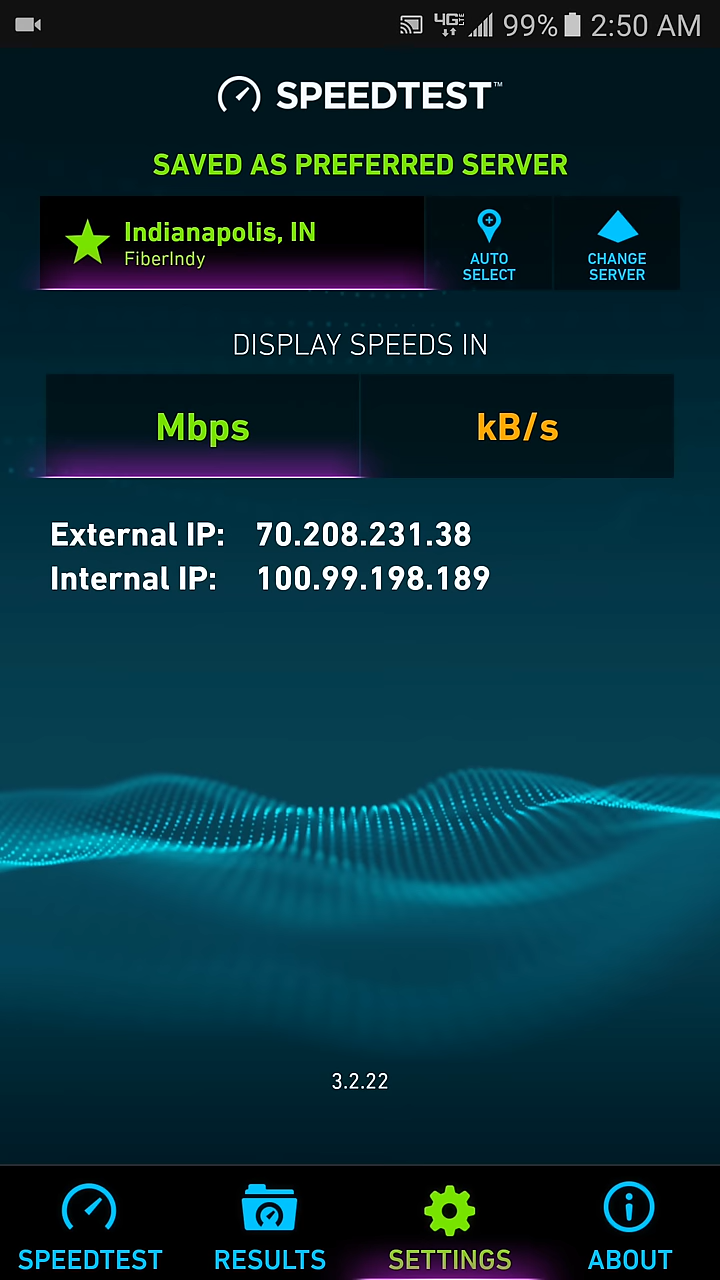 4G LTE 99% 2:50 AM
SPEEDTEST™
SAVED AS PREFERRED SERVER
Indianapolis, IN
FiberIndy
AUTO
SELECT
CHANGE
SERVER
DISPLAY SPEEDS IN
Mbps kB/s
External IP: 70.208.231.38
Internal IP: 100.99.198.189
3.2.22
SPEEDTEST RESULTS SETTINGS ABOUT